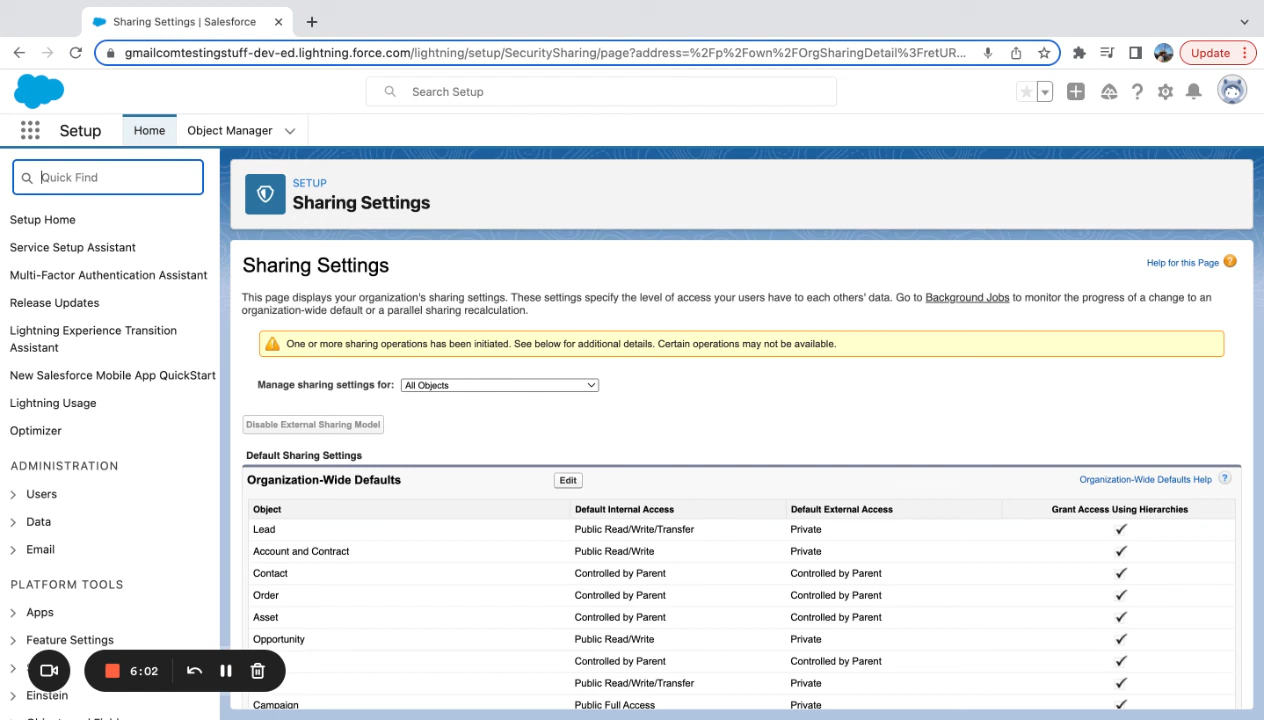 Sharing Settings | Salesforce
gmailcomtestingstuff-dev-ed.lightning.force.com/lightning/setup/SecuritySharing/page?address=%2Fp%2Fown%2FOrgSharingDetail%3FretUR...
Update
Search Setup
Setup
Home
Object Manager
Quick Find
Setup Home
Service Setup Assistant
Multi-Factor Authentication Assistant
Release Updates
Lightning Experience Transition
Assistant
New Salesforce Mobile App QuickStart
Lightning Usage
Optimizer
ADMINISTRATION
Users
Data
Email
PLATFORM TOOLS
Apps
Feature Settings
Einstein
6:02
SETUP
Sharing Settings
Sharing Settings
Help for this Page ?
This page displays your organization's sharing settings. These settings specify the level of access your users have to each others' data. Go to Background Jobs to monitor the progress of a change to an
organization-wide default or a parallel sharing recalculation.
One or more sharing operations has been initiated. See below for additional details. Certain operations may not be available.
Manage sharing settings for: All Objects
Disable External Sharing Model
Default Sharing Settings
Organization-Wide Defaults Edit Organization-Wide Defaults Help ?
Object Default Internal Access Default External Access Grant Access Using Hierarchies
Lead Public Read/Write/Transfer Private ✓
Account and Contract Public Read/Write Private ✓
Contact Controlled by Parent Controlled by Parent ✓
Order Controlled by Parent Controlled by Parent ✓
Asset Controlled by Parent Controlled by Parent ✓
Opportunity Public Read/Write Private ✓
Controlled by Parent Controlled by Parent ✓
Public Read/Write/Transfer Private ✓
Campaign Public Full Access Private ✓